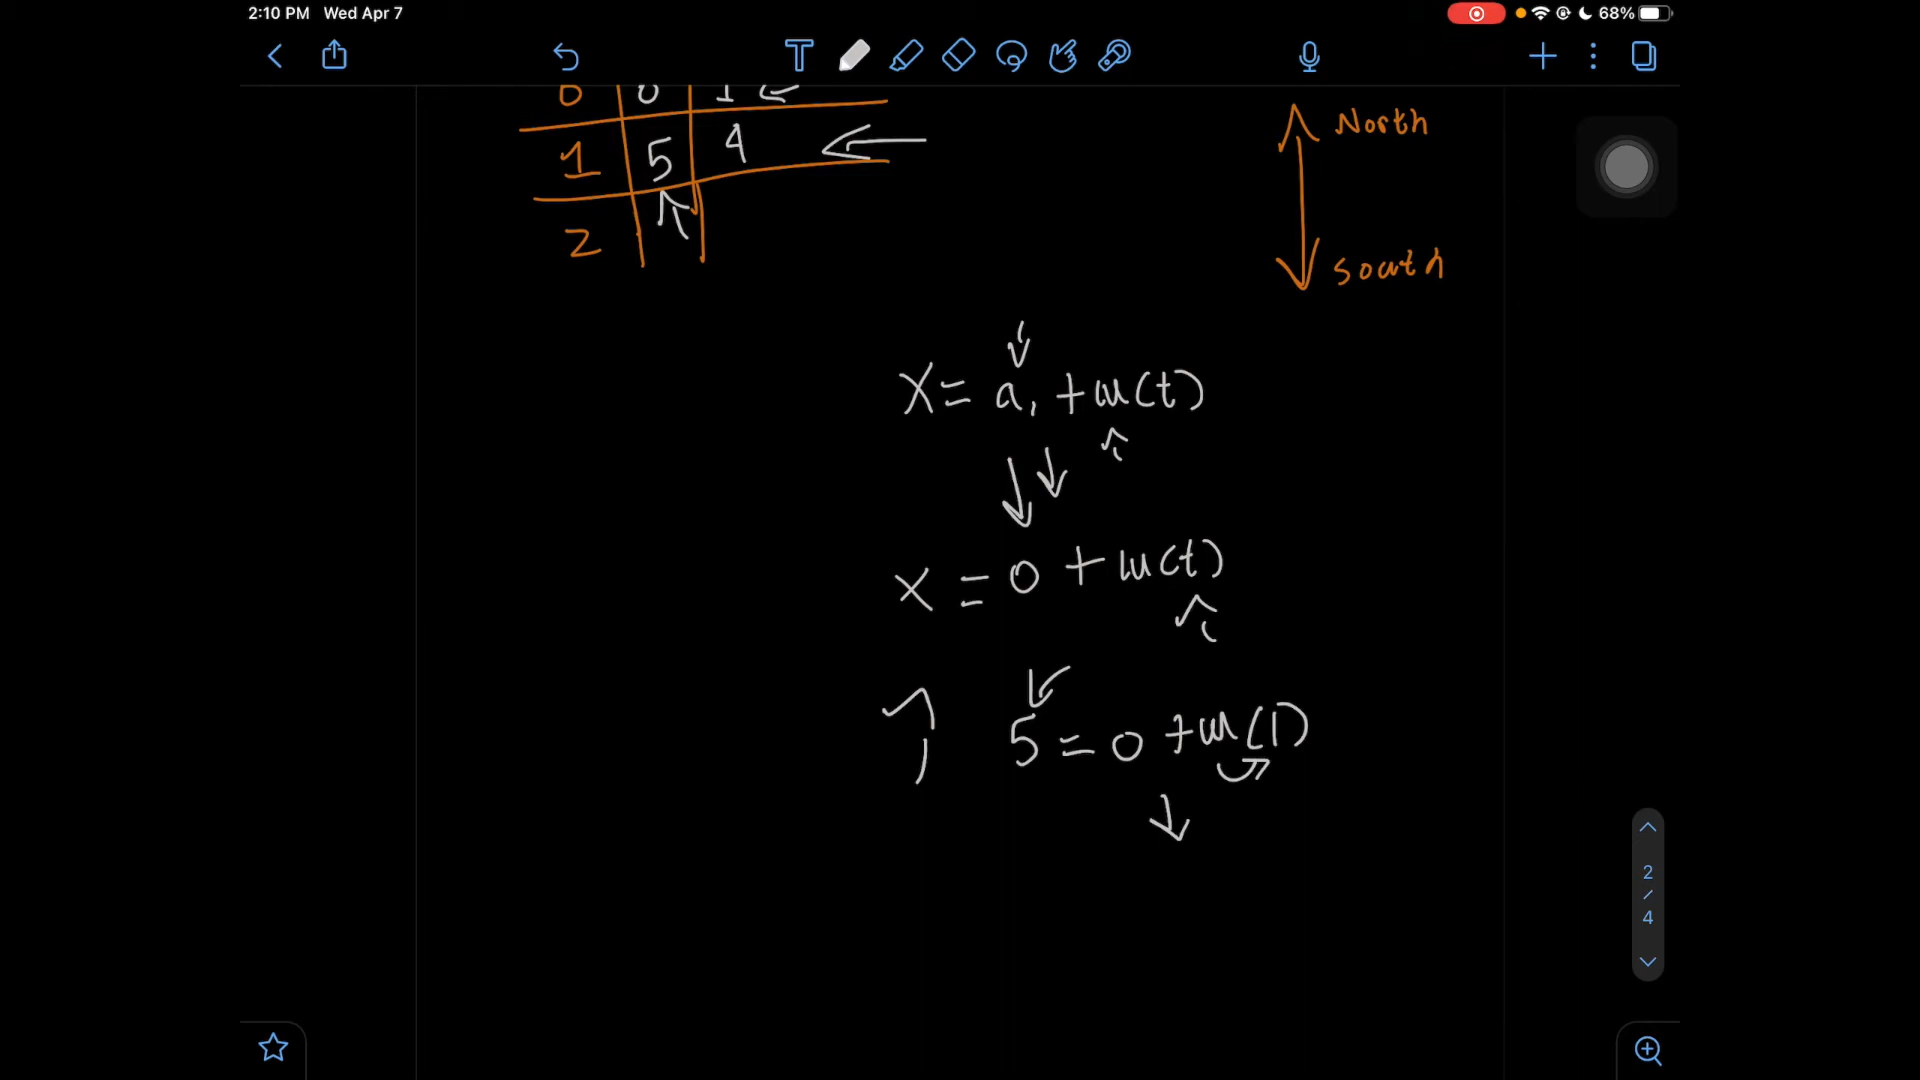 2:10 PM Wed Apr 7
68%
T
0 0 1
1 5 4
2
North
South
X = a₁ + m(t)
x = 0 + m(t)
5 = 0 + m(1)
2
/
4